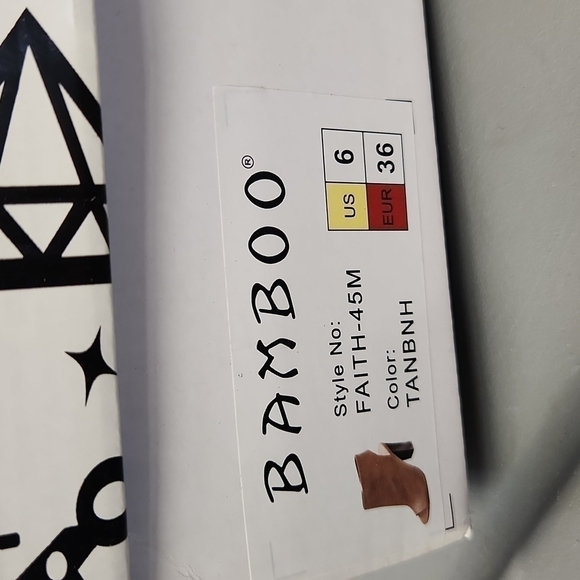 BAMBOO®
Style No:
FAITH-45M
Color:
TANBNH
US 6
EUR 36